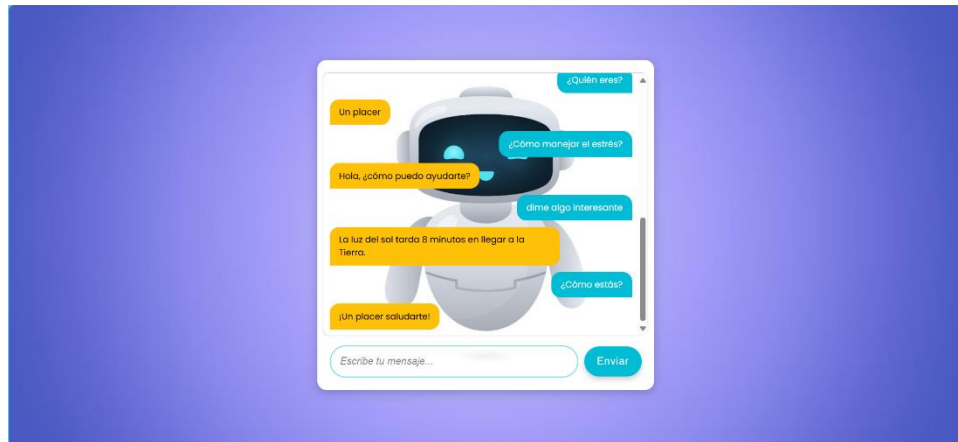 ¿Quién eres?
Un placer
¿Cómo manejar el estrés?
Hola, ¿cómo puedo ayudarte?
dime algo interesante
La luz del sol tarda 8 minutos en llegar a la
Tierra.
¿Cómo estás?
¡Un placer saludarte!
Escribe tu mensaje...
Enviar